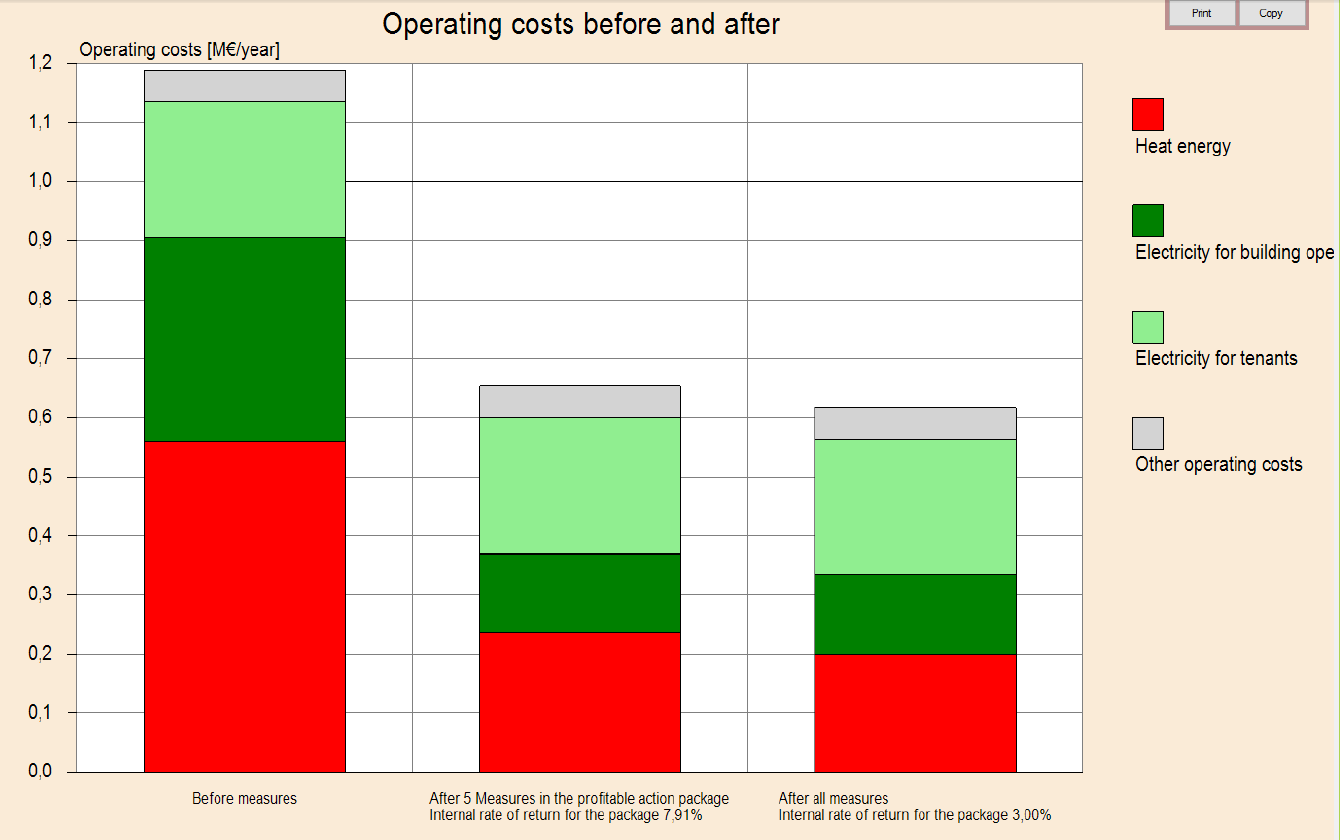 Operating costs before and after
Print
Copy
Operating costs [M€/year]
1,2
1,1
1,0
0,9
0,8
0,7
0,6
0,5
0,4
0,3
0,2
0,1
0,0
Heat energy
Electricity for building ope
Electricity for tenants
Other operating costs
Before measures
After 5 Measures in the profitable action package
Internal rate of return for the package 7,91%
After all measures
Internal rate of return for the package 3,00%